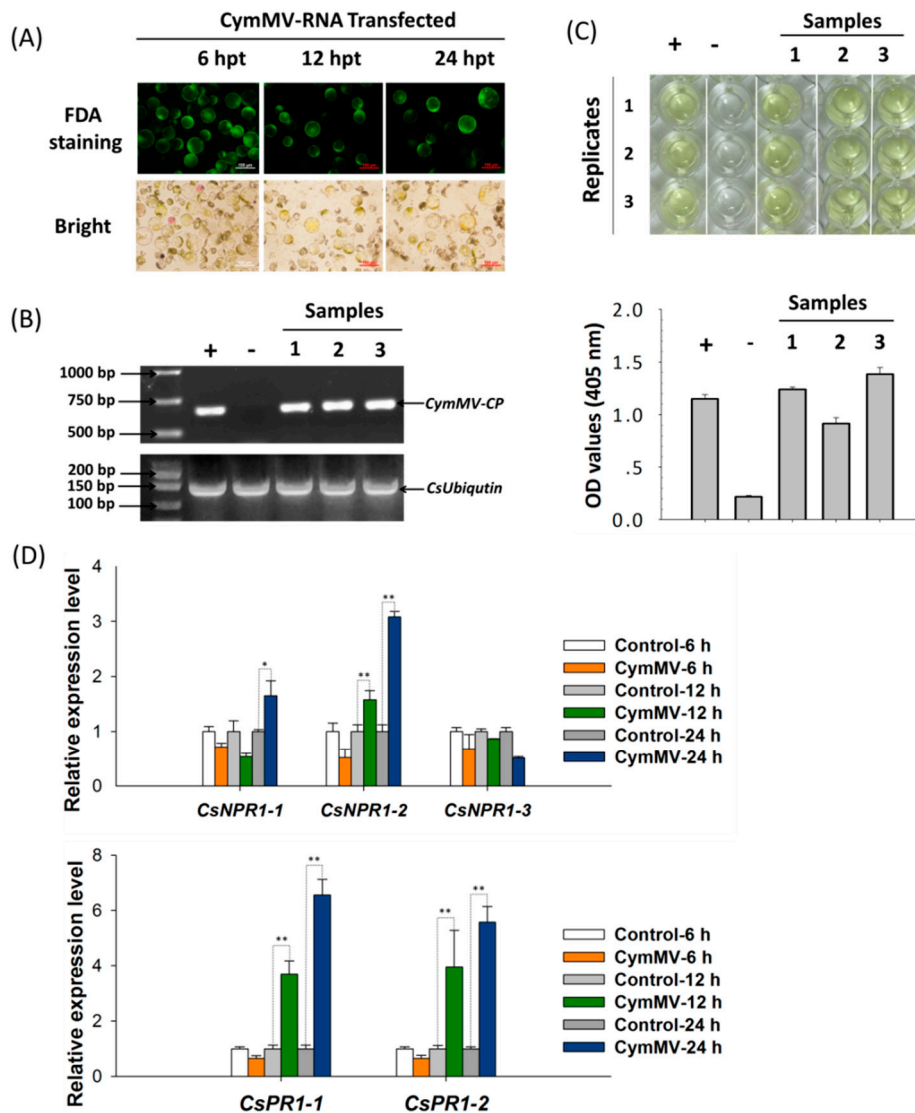 (A)
CymMV-RNA Transfected
6 hpt 12 hpt 24 hpt
FDA
staining
Bright
(C)
Samples
+ - 1 2 3
Replicates
1
2
3
(B)
Samples
+ - 1 2 3
1000 bp
750 bp
500 bp
CymMV-CP
200 bp
150 bp
100 bp
CsUbiqutin
Samples
+ - 1 2 3
OD values (405 nm)
2.0
1.5
1.0
.5
0.0
(D)
Relative expression level
4
3
2
1
0
* ** **
CsNPR1-1 CsNPR1-2 CsNPR1-3
Control-6 h
CymMV-6 h
Control-12 h
CymMV-12 h
Control-24 h
CymMV-24 h
Relative expression level
8
6
4
2
0
** ** ** **
CsPR1-1 CsPR1-2
Control-6 h
CymMV-6 h
Control-12 h
CymMV-12 h
Control-24 h
CymMV-24 h